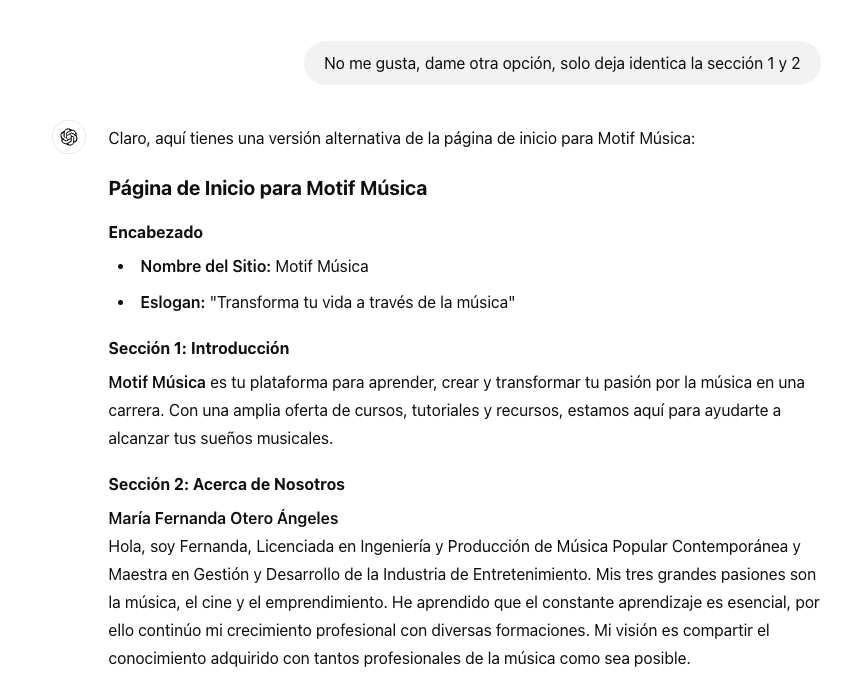 No me gusta, dame otra opción, solo deja identica la sección 1 y 2
Claro, aquí tienes una versión alternativa de la página de inicio para Motif Música:
Página de Inicio para Motif Música
Encabezado
• Nombre del Sitio: Motif Música
• Eslogan: "Transforma tu vida a través de la música"
Sección 1: Introducción
Motif Música es tu plataforma para aprender, crear y transformar tu pasión por la música en una
carrera. Con una amplia oferta de cursos, tutoriales y recursos, estamos aquí para ayudarte a
alcanzar tus sueños musicales.
Sección 2: Acerca de Nosotros
María Fernanda Otero Ángeles
Hola, soy Fernanda, Licenciada en Ingeniería y Producción de Música Popular Contemporánea y
Maestra en Gestión y Desarrollo de la Industria de Entretenimiento. Mis tres grandes pasiones son
la música, el cine y el emprendimiento. He aprendido que el constante aprendizaje es esencial, por
ello continúo mi crecimiento profesional con diversas formaciones. Mi visión es compartir el
conocimiento adquirido con tantos profesionales de la música como sea posible.